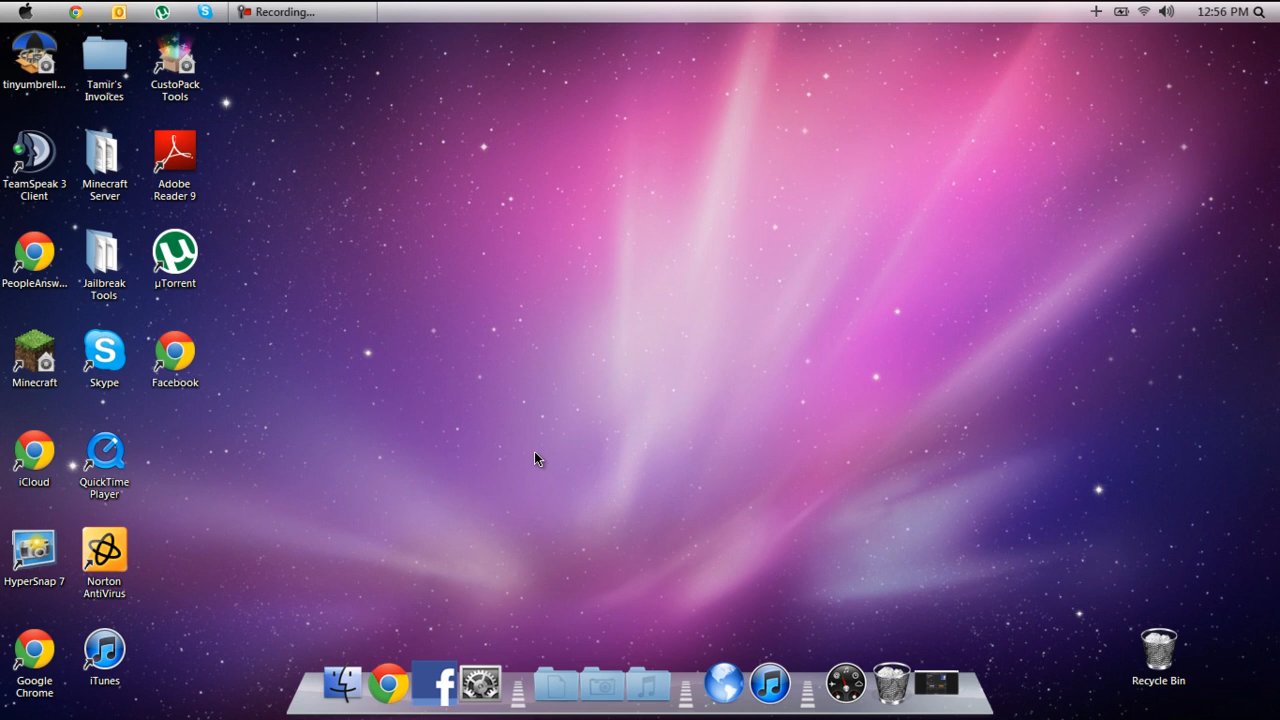 Recording...
12:56 PM
tinyumbrell...
Tamir's
Invoices
CustoPack
Tools
TeamSpeak 3
Client
Minecraft
Server
Adobe
Reader 9
PeopleAnsw...
Jailbreak
Tools
µTorrent
Minecraft
Skype
Facebook
iCloud
QuickTime
Player
HyperSnap 7
Norton
AntiVirus
Google
Chrome
iTunes
Recycle Bin